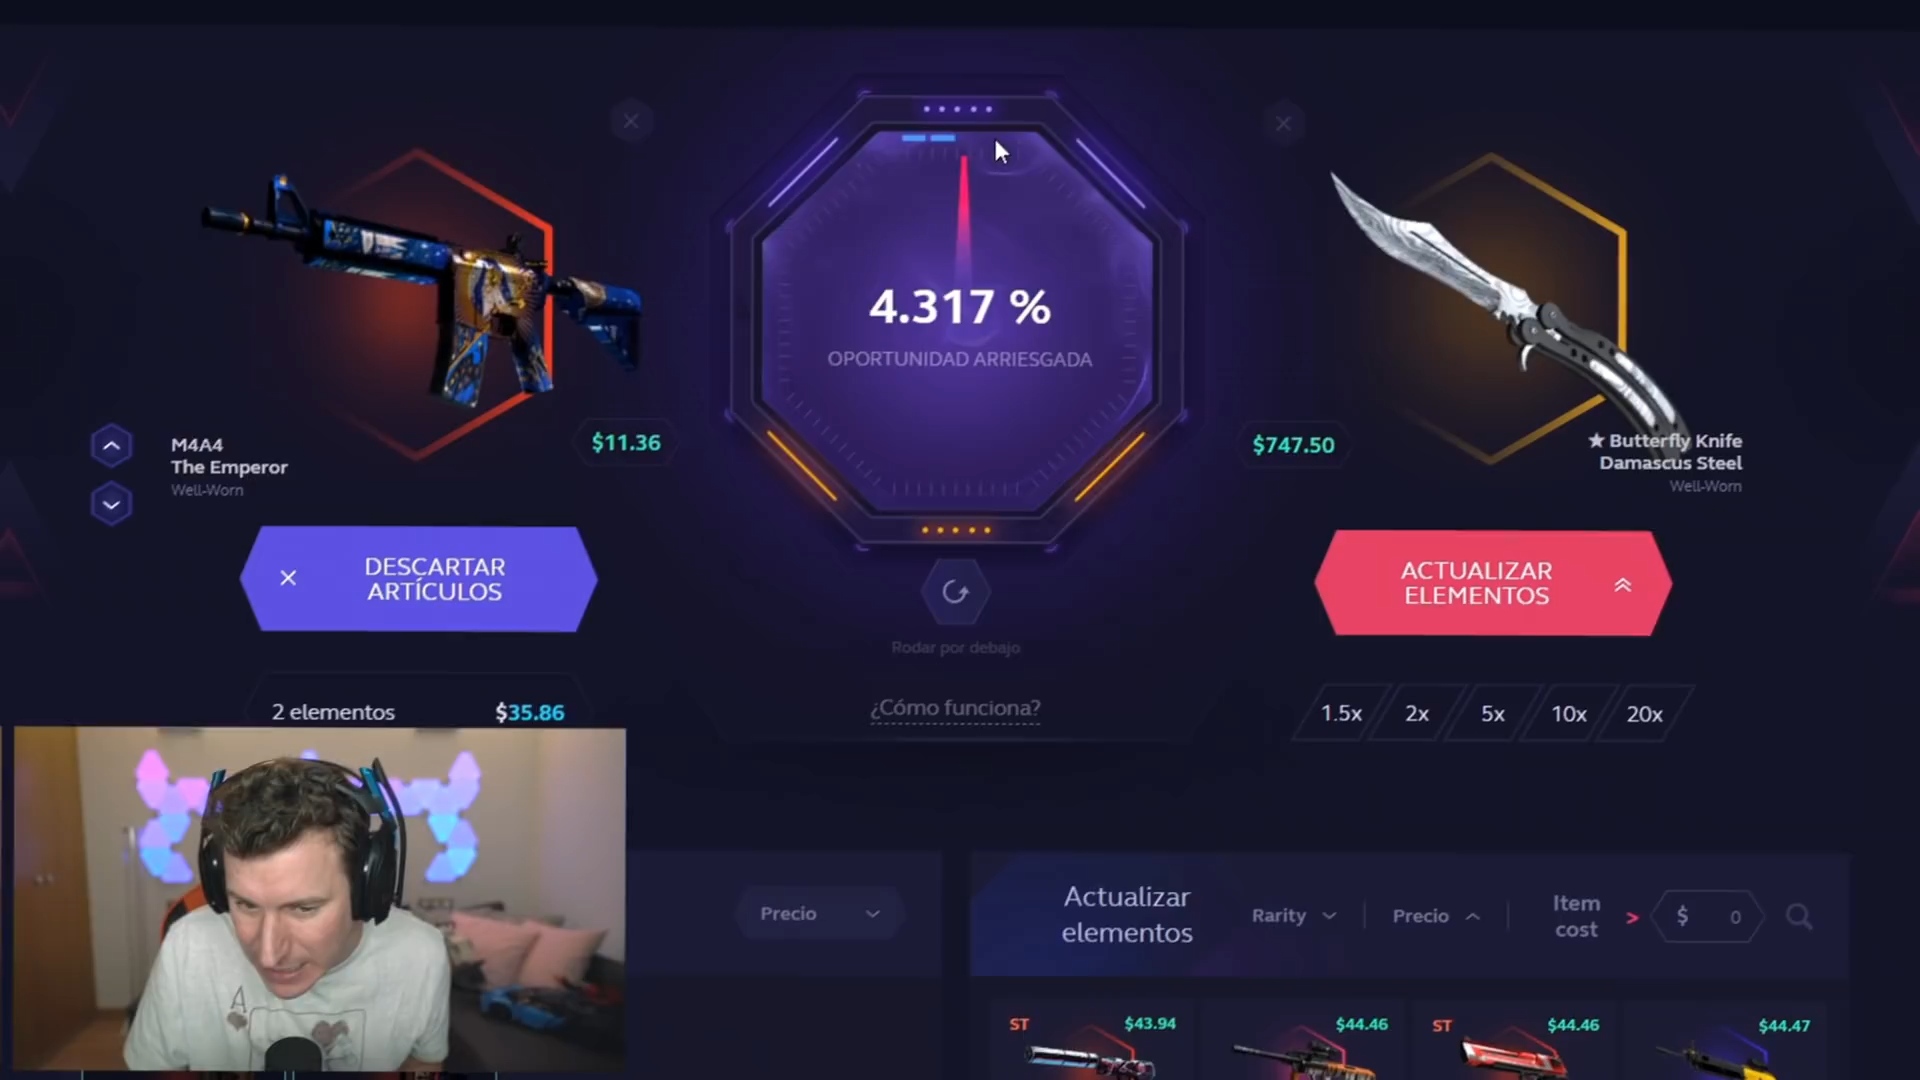 4.317 %
OPORTUNIDAD ARRIESGADA
M4A4
The Emperor
Well-Worn
$11.36
$747.50
★ Butterfly Knife
Damascus Steel
Well-Worn
DESCARTAR
ARTÍCULOS
ACTUALIZAR
ELEMENTOS
Rodar por debajo
2 elementos $35.86
¿Cómo funciona?
1.5x 2x 5x 10x 20x
Precio
Actualizar
elementos
Rarity
Precio
Item
cost
>
$ 0
ST $43.94
$44.46
ST $44.46
$44.47
A